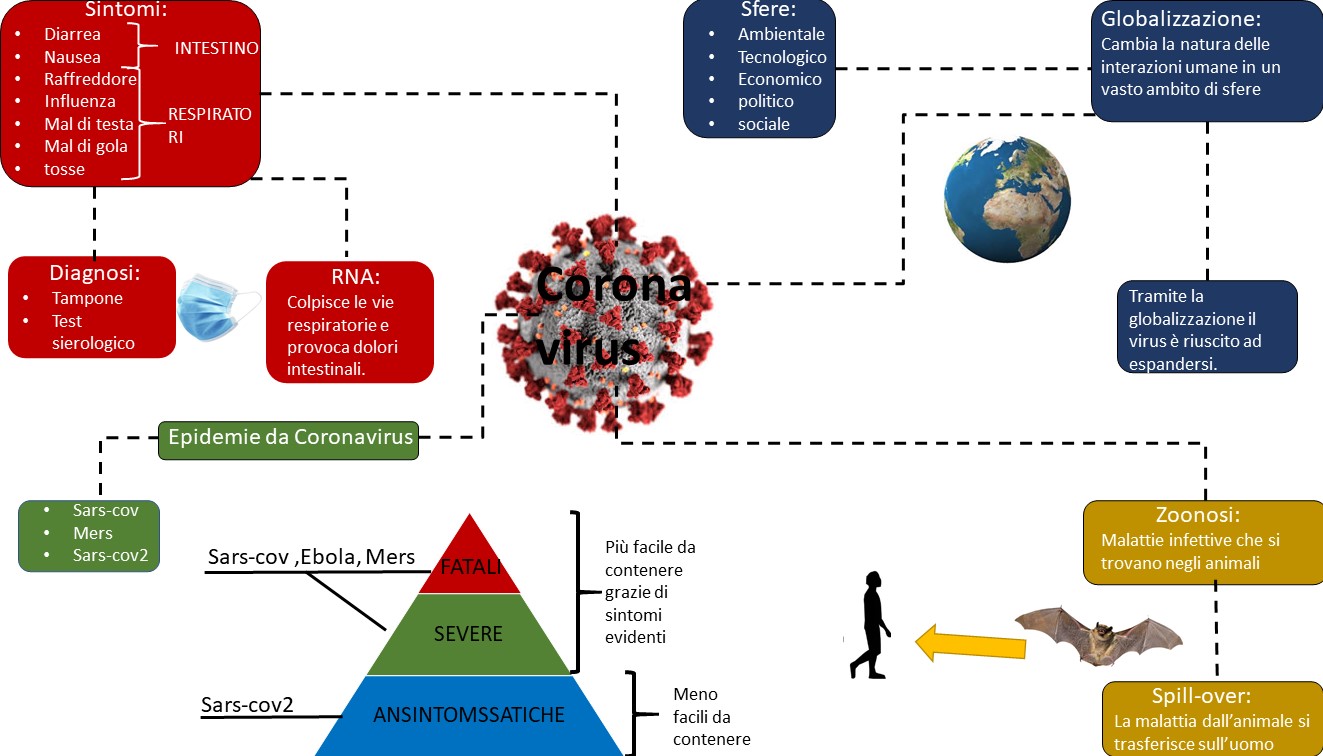 Sintomi:
• Diarrea
• Nausea
• Raffreddore
• Influenza
• Mal di testa
• Mal di gola
• tosse
INTESTINO
RESPIRATO
RI
Sfere:
• Ambientale
• Tecnologico
• Economico
• politico
• sociale
Globalizzazione:
Cambia la natura delle
interazioni umane in un
vasto ambito di sfere
Diagnosi:
• Tampone
• Test
sierologico
RNA:
Colpisce le vie
respiratorie e
provoca dolori
intestinali.
Corona
virus
Tramite la
globalizzazione il
virus è riuscito ad
espandersi.
Epidemie da Coronavirus
• Sars-cov
• Mers
• Sars-cov2
Sars-cov ,Ebola, Mers
FATALI
SEVERE
Sars-cov2
ANSINTOMSSATICHE
Più facile da
contenere
grazie di
sintomi
evidenti
Meno
facili da
contenere
Zoonosi:
Malattie infettive che si
trovano negli animali
Spill-over:
La malattia dall'animale si
trasferisce sull'uomo